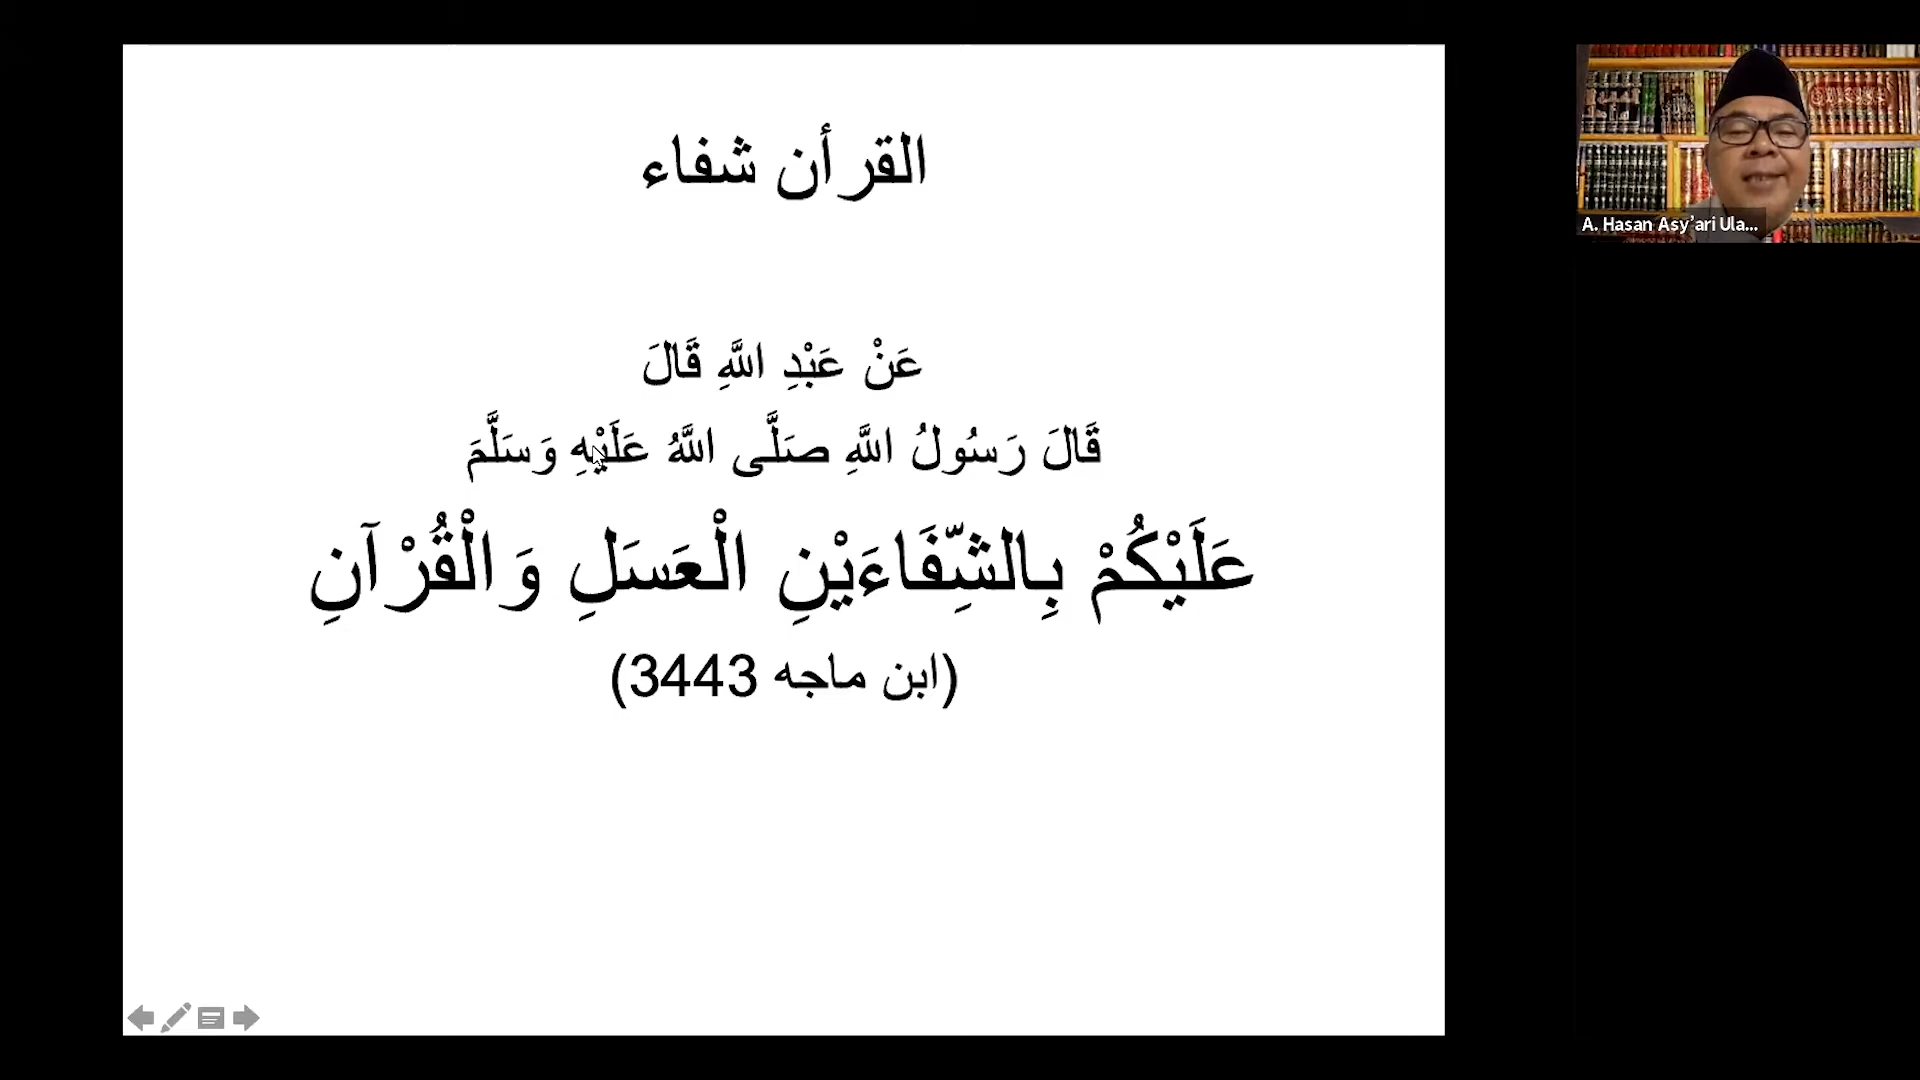 القرأن شفاء
عَنْ عَبْدِ اللَّهِ قَالَ
قَالَ رَسُولُ اللَّهِ صَلَّى اللَّهُ عَلَيْهِ وَسَلَّمَ
عَلَيْكُمْ بِالشِّفَاءَيْنِ الْعَسَلِ وَالْقُرْآنِ
(ابن ماجه 3443)
A. Hasan Asy’ari Ula...